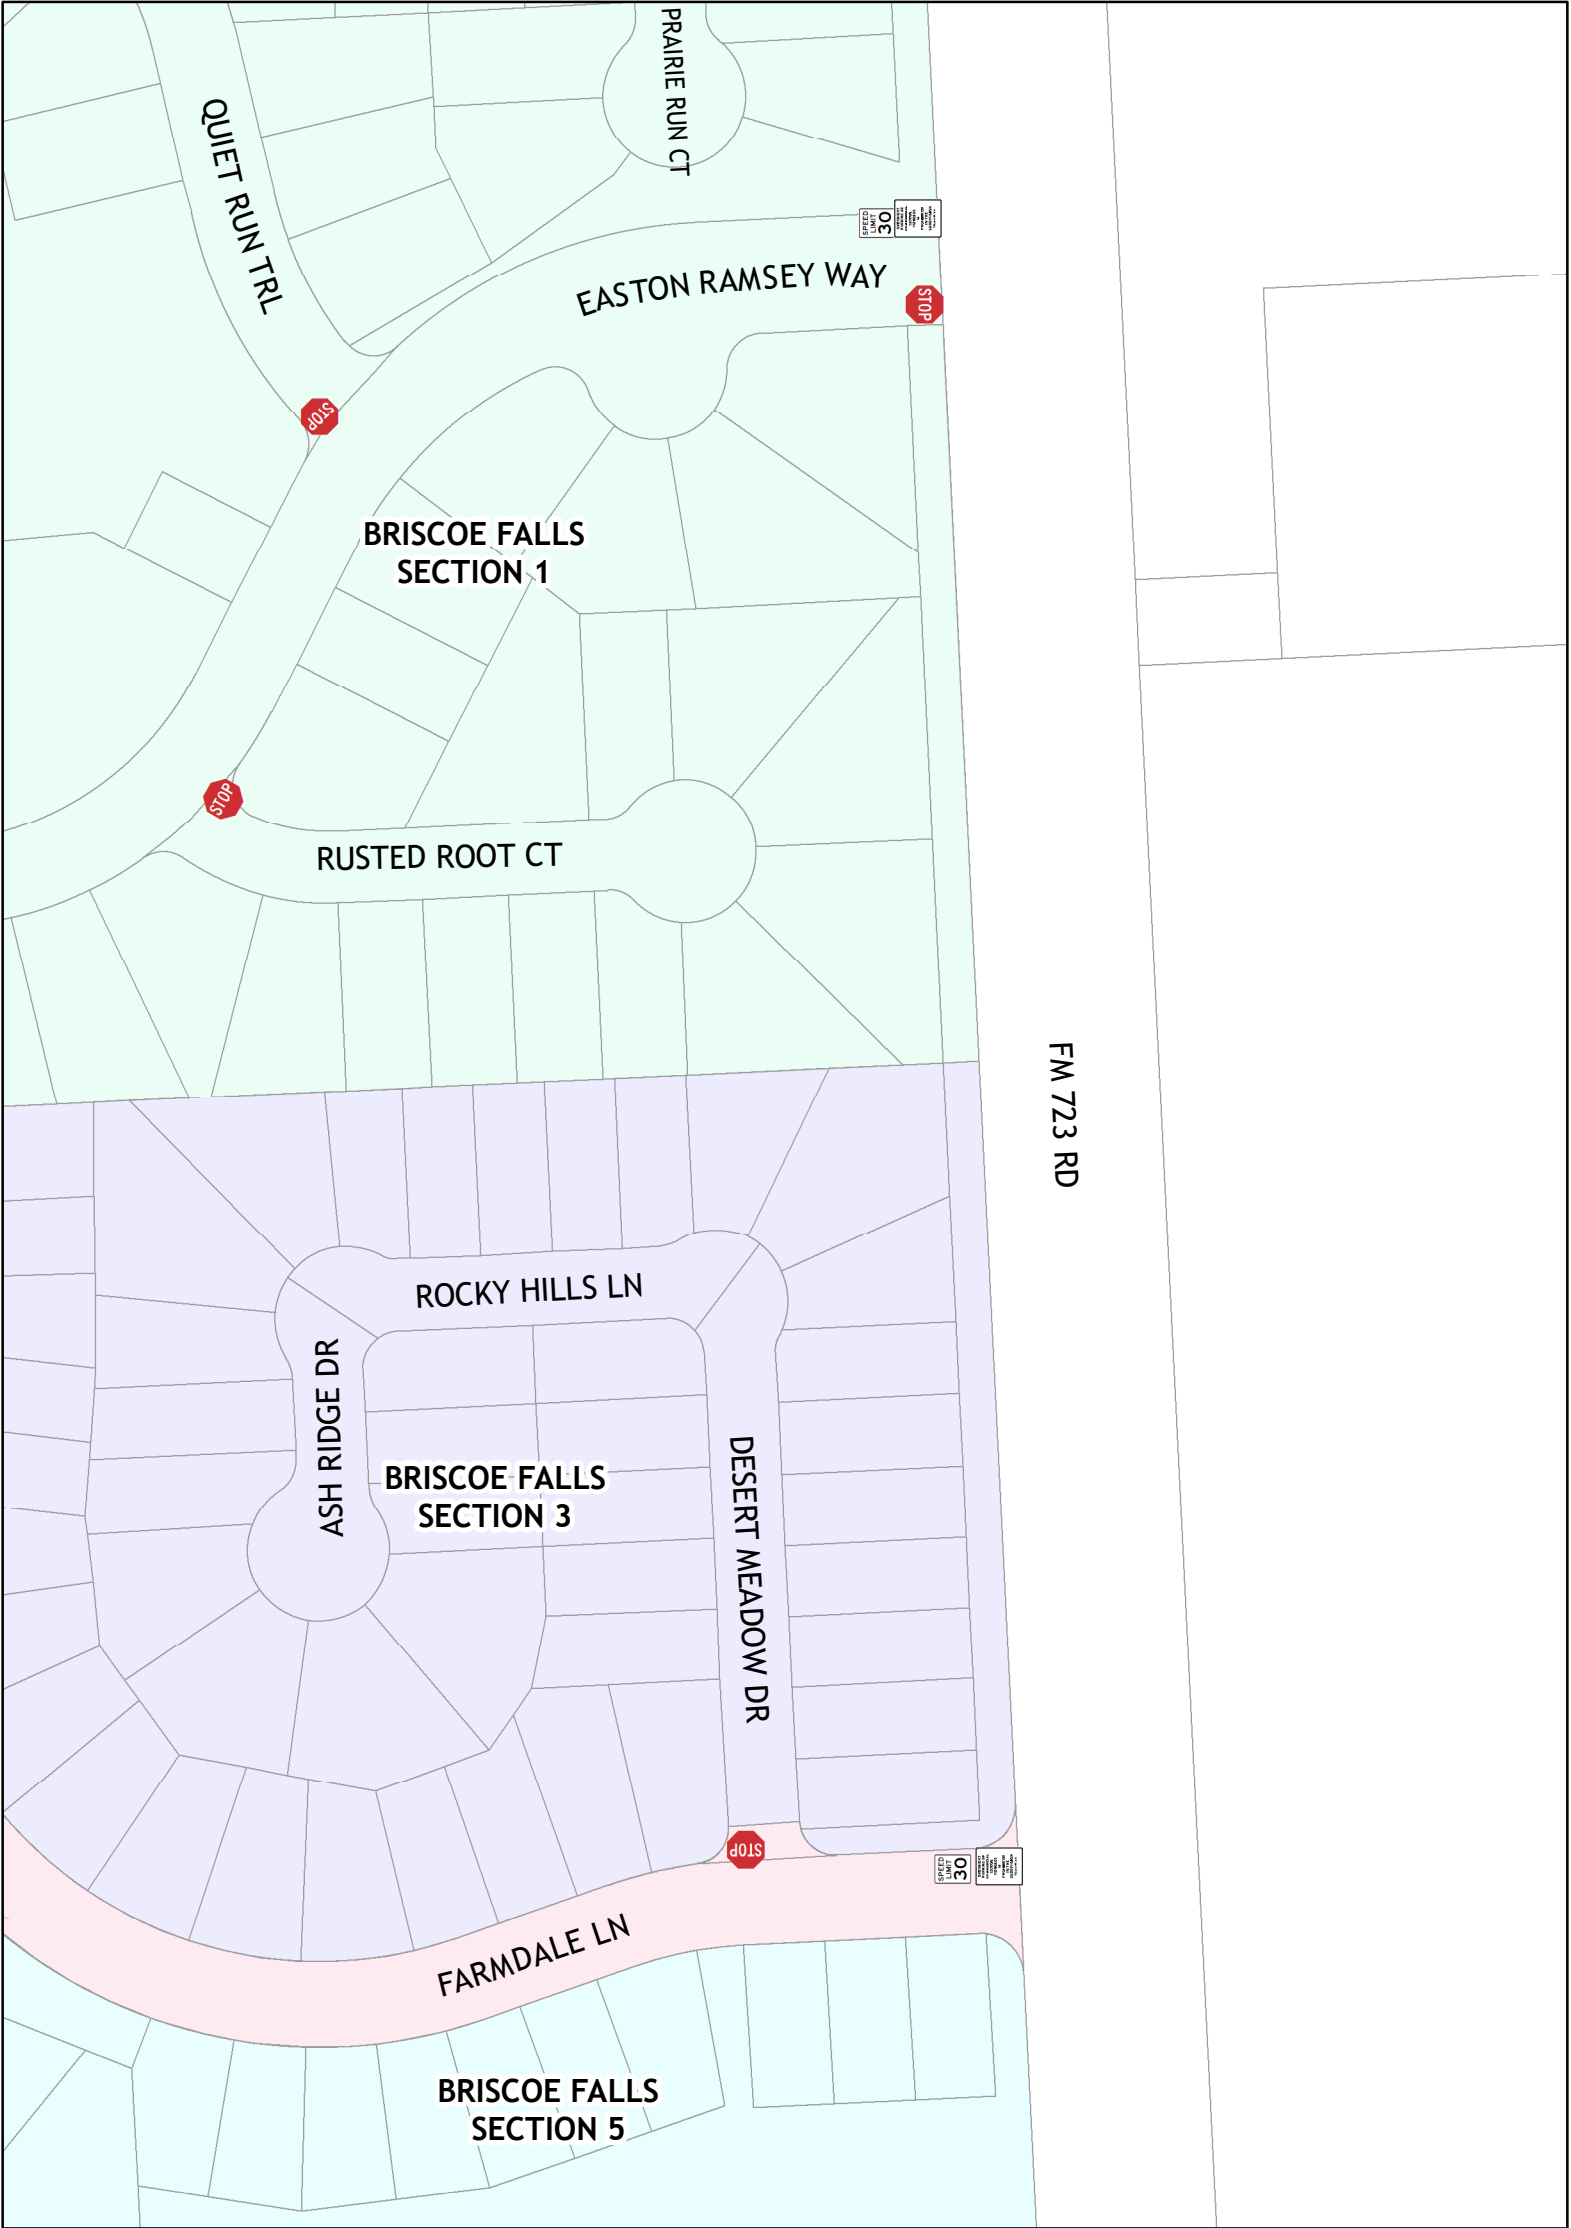 PRAIRIE RUN CT
QUIET RUN TRL
SPEED
LIMIT
30
EASTON RAMSEY WAY
STOP
STOP
BRISCOE FALLS
SECTION 1
STOP
RUSTED ROOT CT
FM 723 RD
ROCKY HILLS LN
ASH RIDGE DR
BRISCOE FALLS
SECTION 3
DESERT MEADOW DR
STOP
SPEED
LIMIT
30
FARMDALE LN
BRISCOE FALLS
SECTION 5